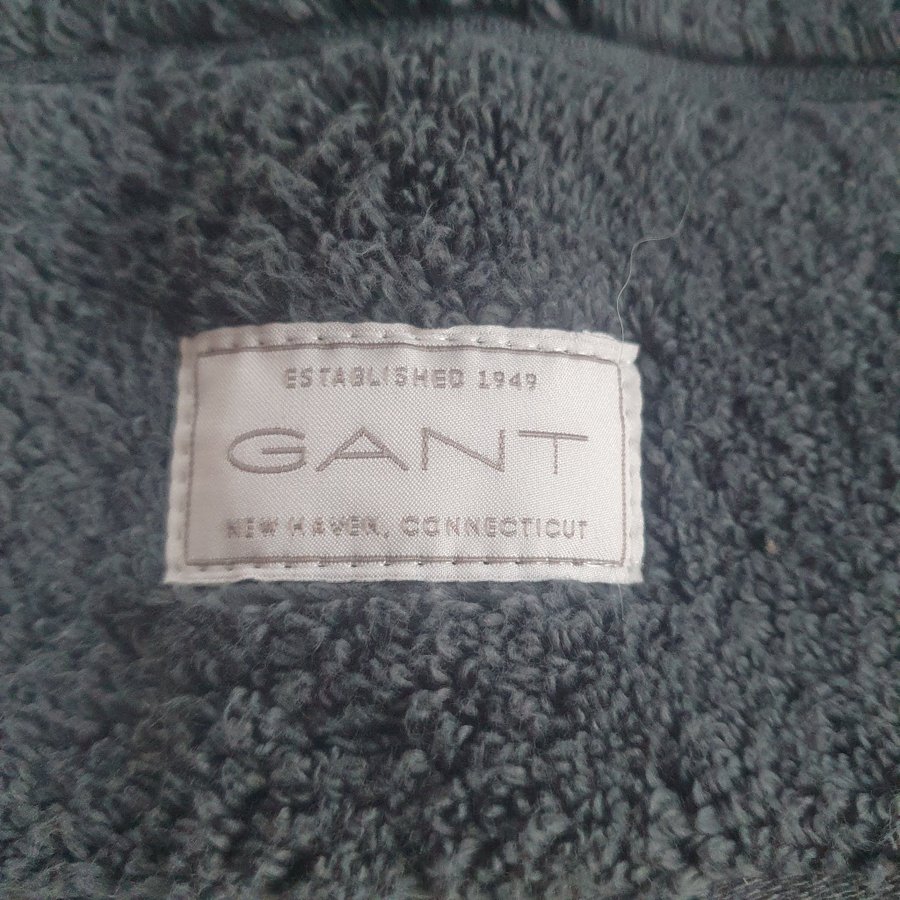 ESTABLISHED 1949
GANT
NEW HAVEN, CONNECTICUT